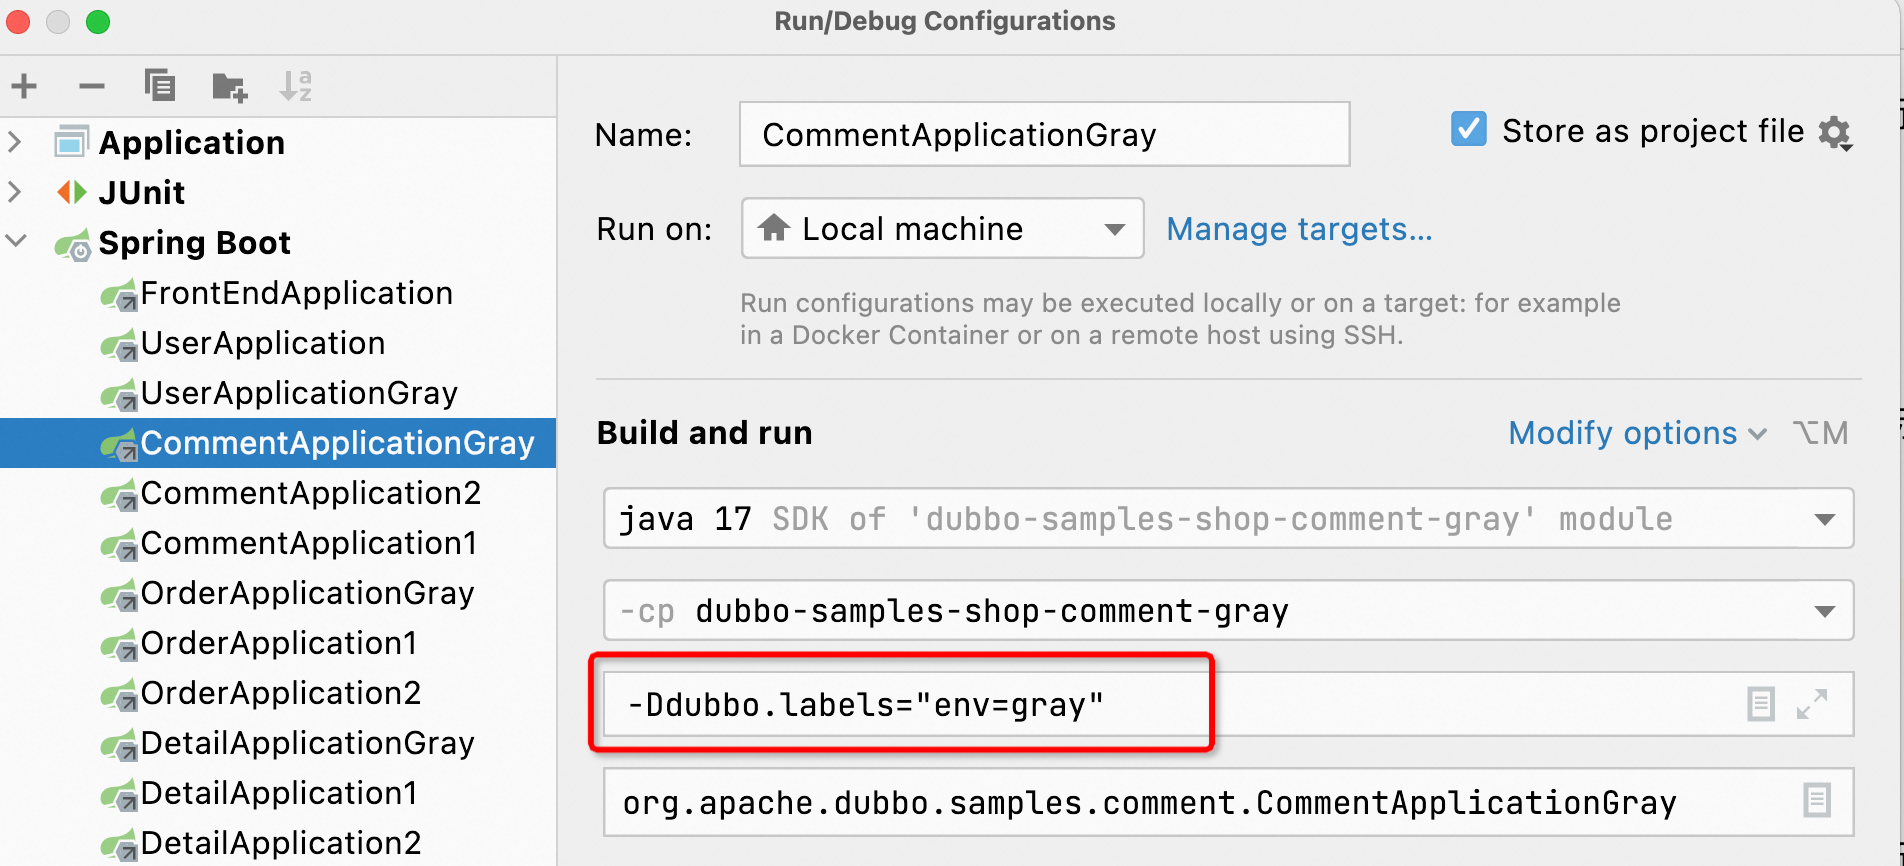 Run/Debug Configurations
Application
JUnit
Spring Boot
FrontEndApplication
UserApplication
UserApplicationGray
CommentApplicationGray
CommentApplication2
CommentApplication1
OrderApplicationGray
OrderApplication1
OrderApplication2
DetailApplicationGray
DetailApplication1
DetailApplication2
Name: CommentApplicationGray
Store as project file
Run on: Local machine Manage targets...
Run configurations may be executed locally or on a target: for example
in a Docker Container or on a remote host using SSH.
Build and run Modify options ⌥M
java 17 SDK of 'dubbo-samples-shop-comment-gray' module
-cp dubbo-samples-shop-comment-gray
-Ddubbo.labels="env=gray"
org.apache.dubbo.samples.comment.CommentApplicationGray